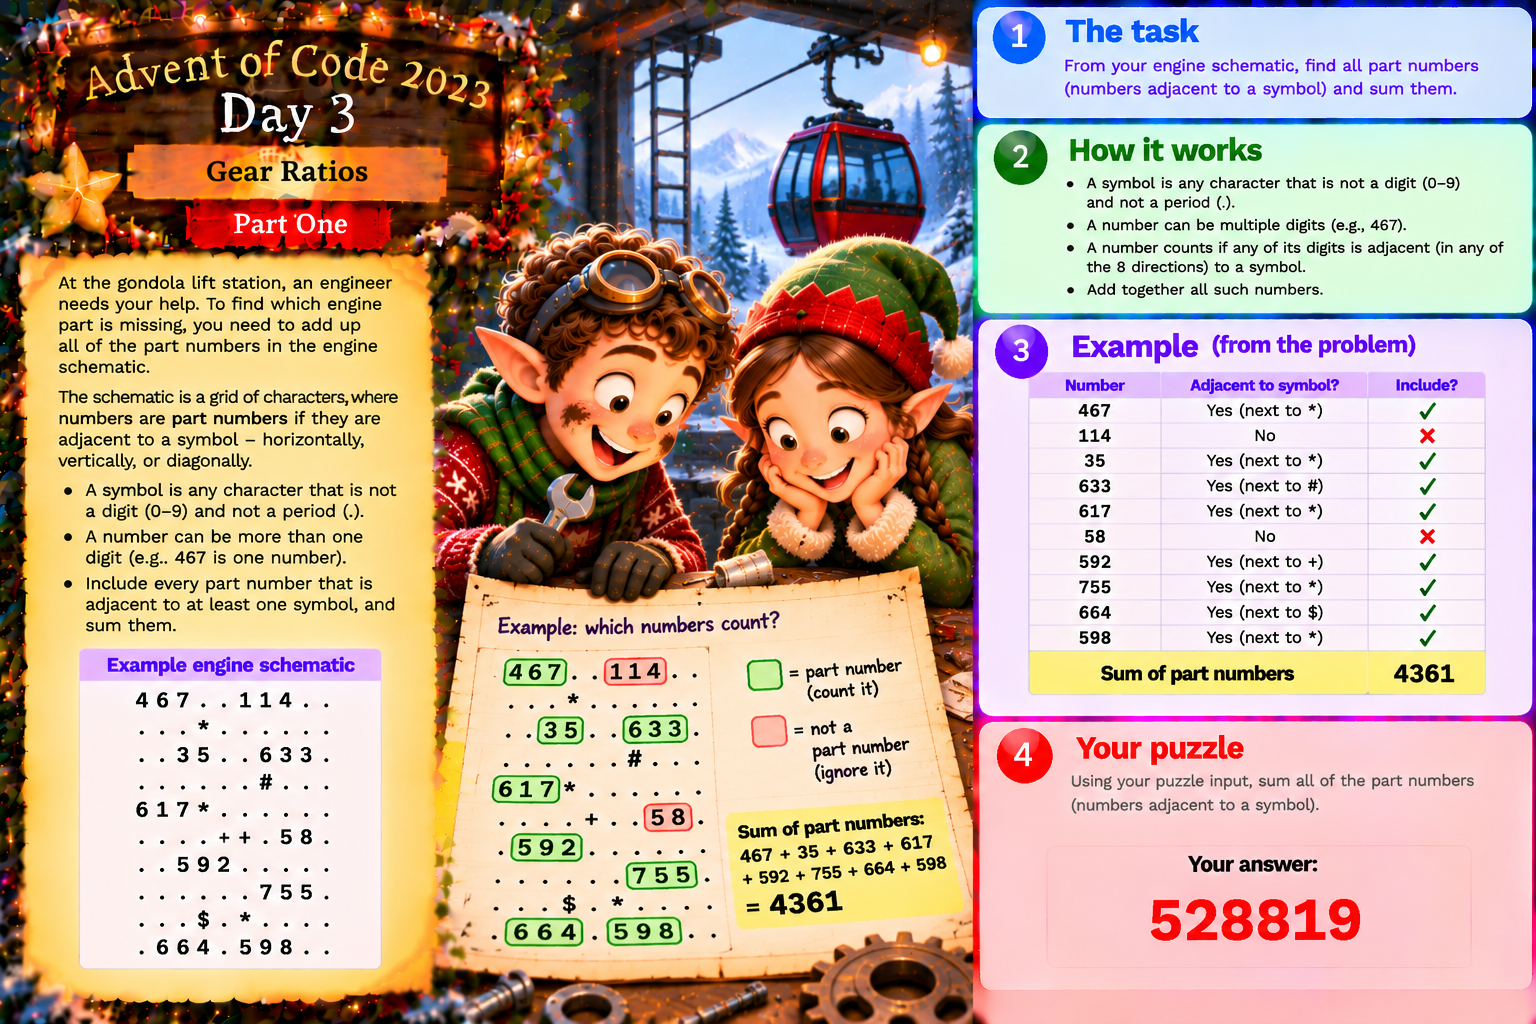 Advent of Code 2023
Day 3
Gear Ratios
Part One
At the gondola lift station, an engineer
needs your help. To find which engine
part is missing, you need to add up
all of the part numbers in the engine
schematic.
The schematic is a grid of characters, where
numbers are part numbers if they are
adjacent to a symbol – horizontally,
vertically, or diagonally.
• A symbol is any character that is not
a digit (0–9) and not a period (.).
• A number can be more than one
digit (e.g.. 467 is one number).
• Include every part number that is
adjacent to at least one symbol, and
sum them.
Example engine schematic
467..114..
...*......
..35..633.
......#...
617*......
....++.58.
..592.....
......755.
...$.*....
.664.598..
Example: which numbers count?
467..114..
...*......
..35..633.
......#...
617*
....+..58.
.592......
......755.
...$.*....
.664.598..
= part number
(count it)
= not a
part number
(ignore it)
Sum of part numbers:
467 + 35 + 633 + 617
+ 592 + 755 + 664 + 598
= 4361
1 The task
From your engine schematic, find all part numbers
(numbers adjacent to a symbol) and sum them.
2 How it works
• A symbol is any character that is not a digit (0–9)
and not a period (.).
• A number can be multiple digits (e.g., 467).
• A number counts if any of its digits is adjacent (in any of
the 8 directions) to a symbol.
• Add together all such numbers.
3 Example (from the problem)
Number Adjacent to symbol? Include?
467 Yes (next to *) ✓
114 No ✗
35 Yes (next to *) ✓
633 Yes (next to #) ✓
617 Yes (next to *) ✓
58 No ✗
592 Yes (next to +) ✓
755 Yes (next to *) ✓
664 Yes (next to $) ✓
598 Yes (next to *) ✓
Sum of part numbers 4361
4 Your puzzle
Using your puzzle input, sum all of the part numbers
(numbers adjacent to a symbol).
Your answer:
528819